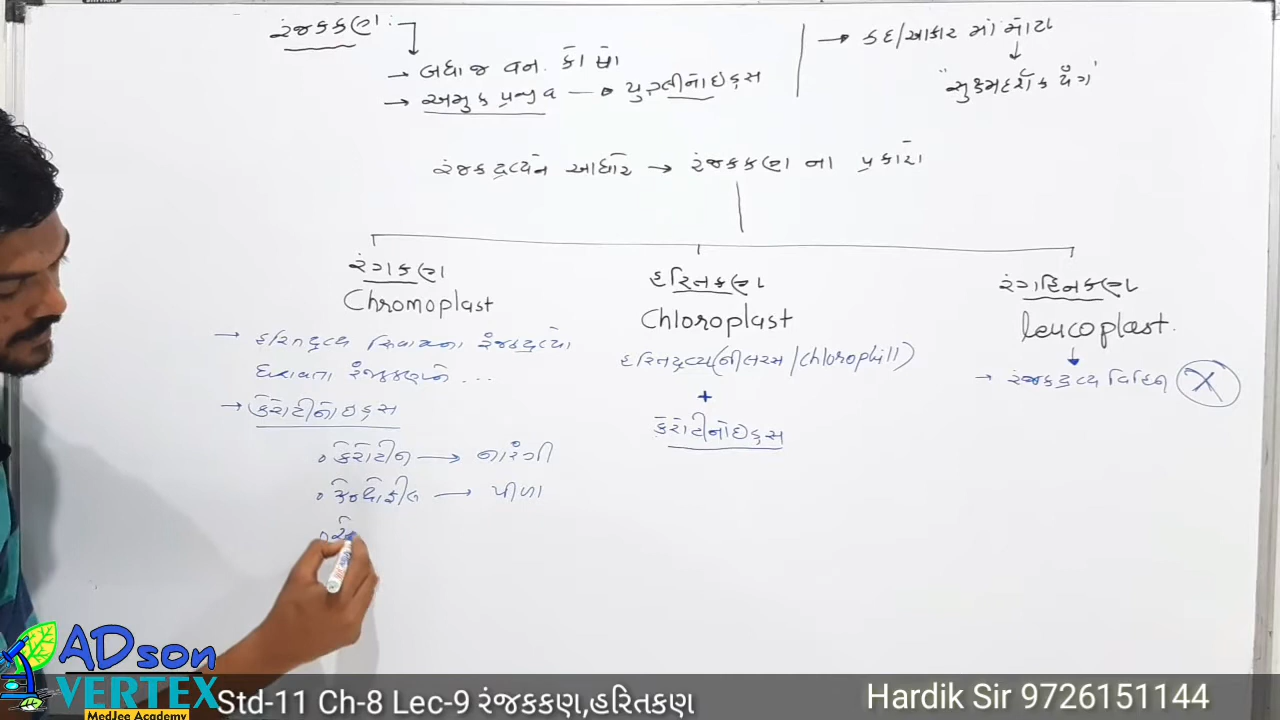 રંજકકણ :
→ બધા જ વન. કોષો
→ અમુક પ્રજીવ → યુગ્લીનોઇડ્સ
→ કદ/આકાર માં મોટા
"સુક્ષ્મદર્શક યંત્ર"
રંજકદ્રવ્યને આધારે → રંજકકણ ના પ્રકારો
રંગકણ
Chromoplast
→ હરિતદ્રવ્ય સિવાયના રંજકદ્રવ્યો
ધરાવતા રંજકકણને ...
→ કેરોટીનોઇડ્સ
કેરોટીન → નારંગી
ઝેન્થોફીલ → પીળા
હરિતકણ
Chloroplast
હરિતદ્રવ્ય(નીલરસ/chlorophill)
+
કેરોટીનોઇડ્સ
રંગહિનકણ
leucoplast.
→ રંજકદ્રવ્ય વિહિન X
ADson
VERTEX
MedJee Academy
Std-11 Ch-8 Lec-9 રંજકકણ,હરિતકણ
Hardik Sir 9726151144